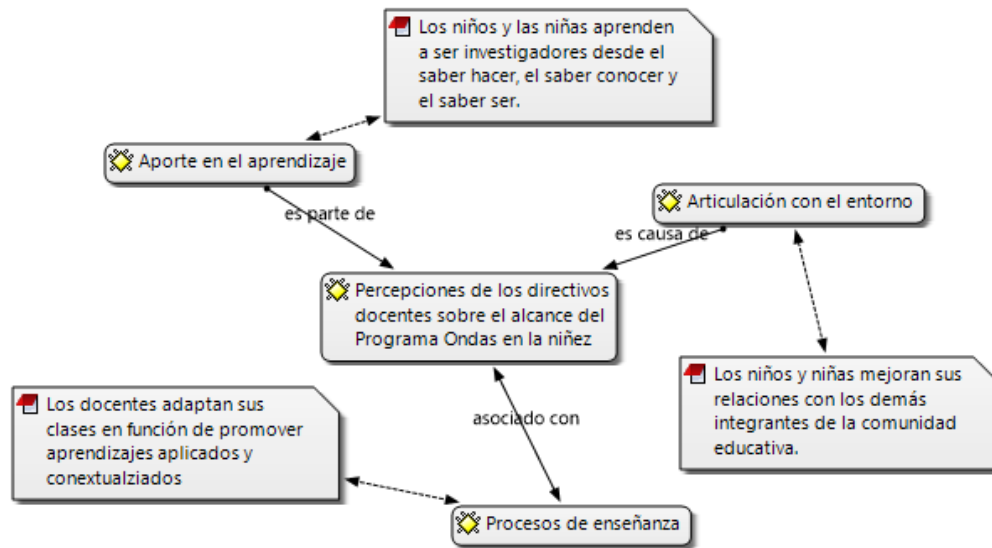 Los niños y las niñas aprenden
a ser investigadores desde el
saber hacer, el saber conocer y
el saber ser.
Aporte en el aprendizaje
es parte de
Articulación con el entorno
es causa de
Percepciones de los directivos
docentes sobre el alcance del
Programa Ondas en la niñez
Los niños y niñas mejoran sus
relaciones con los demás
integrantes de la comunidad
educativa.
Los docentes adaptan sus
clases en función de promover
aprendizajes aplicados y
conextualziados
asociado con
Procesos de enseñanza